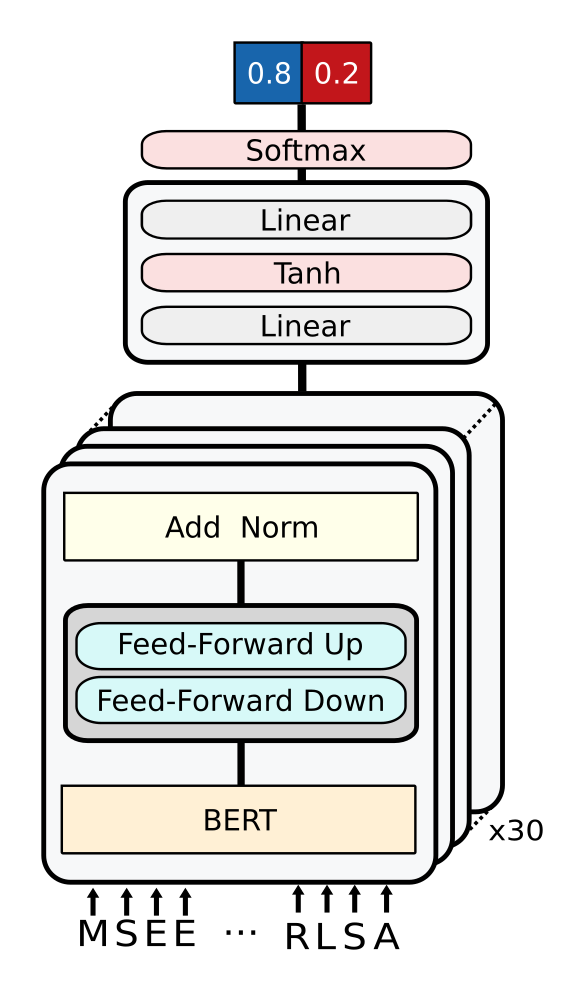 0.8 0.2
Softmax
Linear
Tanh
Linear
Add Norm
Feed-Forward Up
Feed-Forward Down
BERT
x30
M S E E ... R L S A